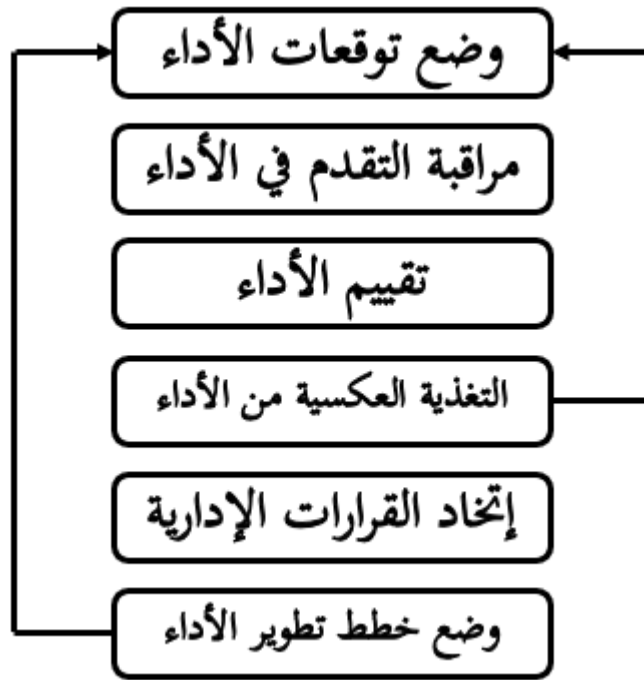 وضع توقعات الأداء
مراقبة التقدم في الأداء
تقييم الأداء
التغذية العكسية من الأداء
إتخاد القرارات الإدارية
وضع خطط تطوير الأداء